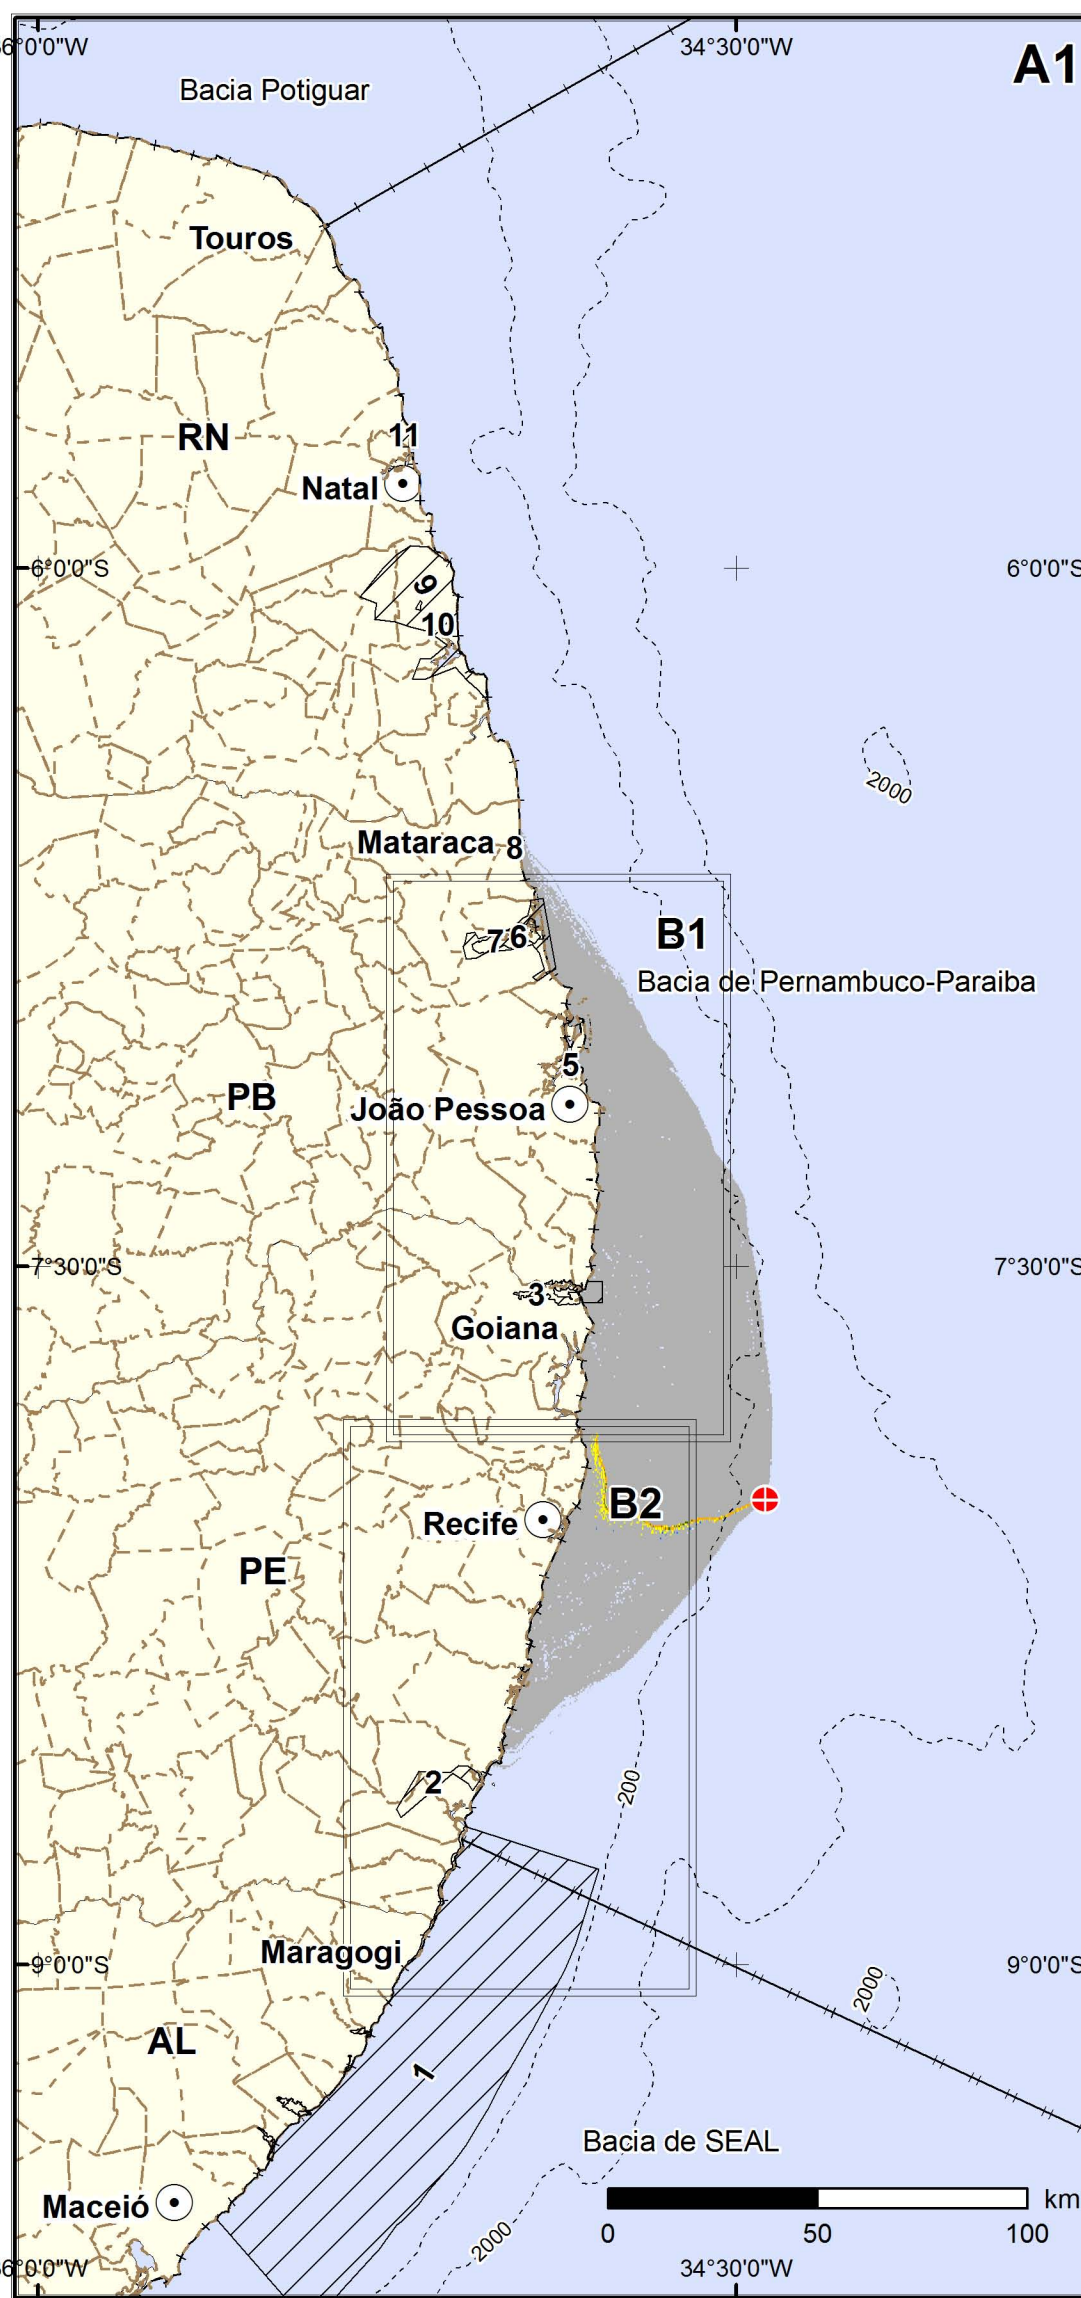 6°0'0"W
34°30'0"W
A1
Bacia Potiguar
Touros
RN
11
Natal
6°0'0"S
6°0'0"S
9
10
2000
Mataraca 8
B1
7 6
Bacia de Pernambuco-Paraiba
5
PB
João Pessoa
7°30'0"S
7°30'0"S
3
Goiana
B2
Recife
PE
2
200
Maragogi
9°0'0"S
9°0'0"S
2000
AL
1
Bacia de SEAL
Maceió
km
0 50 100
2000
6°0'0"W
34°30'0"W